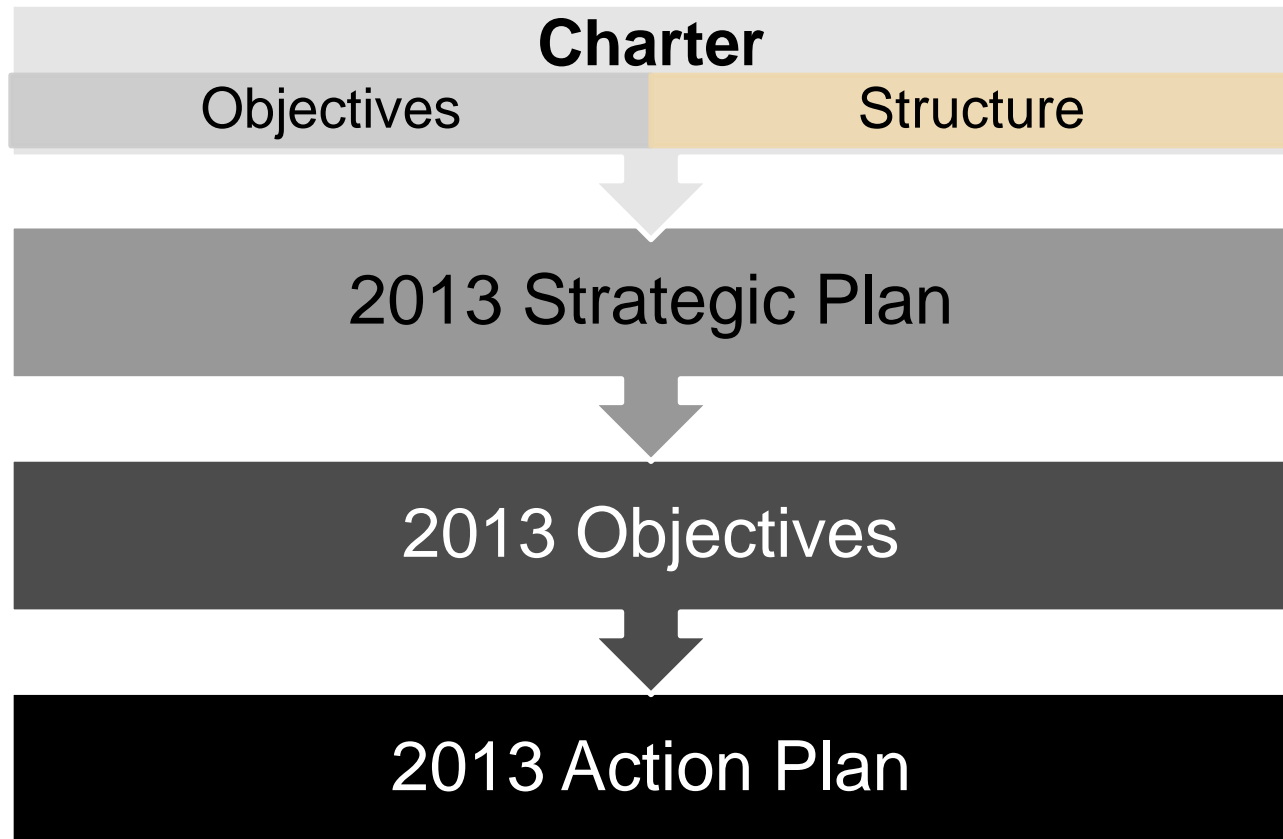 Charter
Objectives Structure
2013 Strategic Plan
2013 Objectives
2013 Action Plan